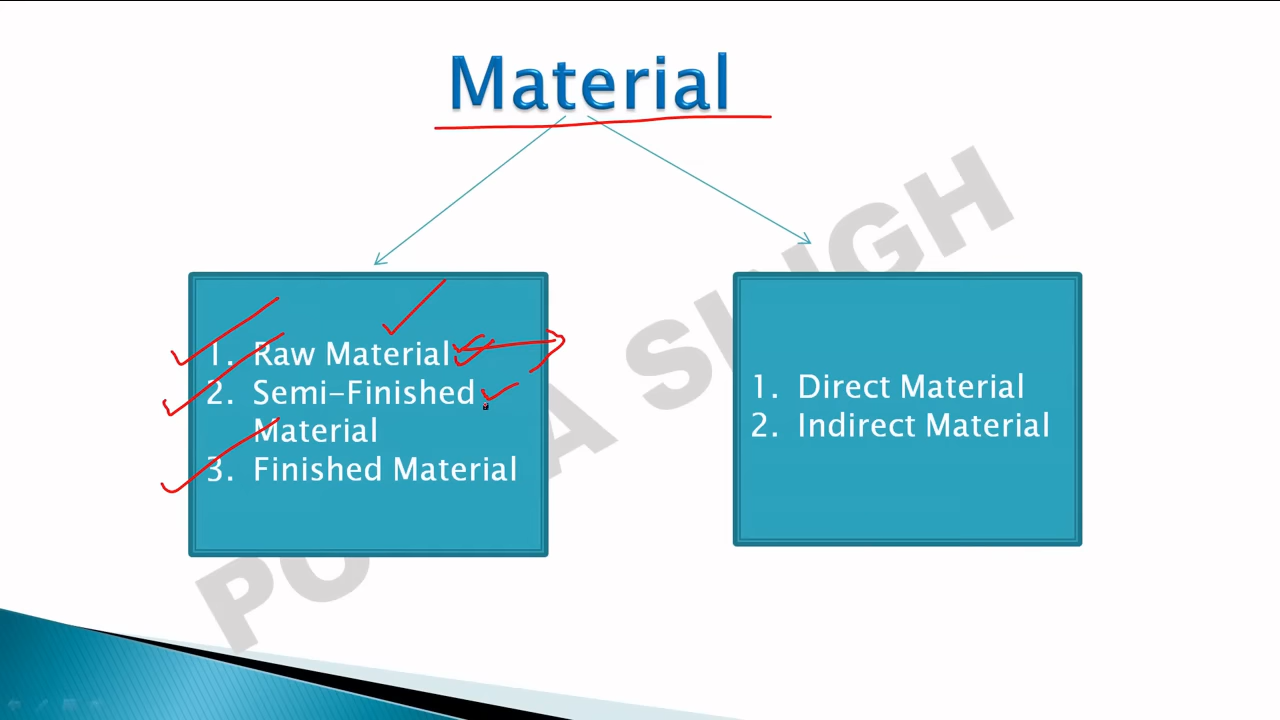 Material
1. Raw Material
2. Semi-Finished
Material
3. Finished Material
1. Direct Material
2. Indirect Material